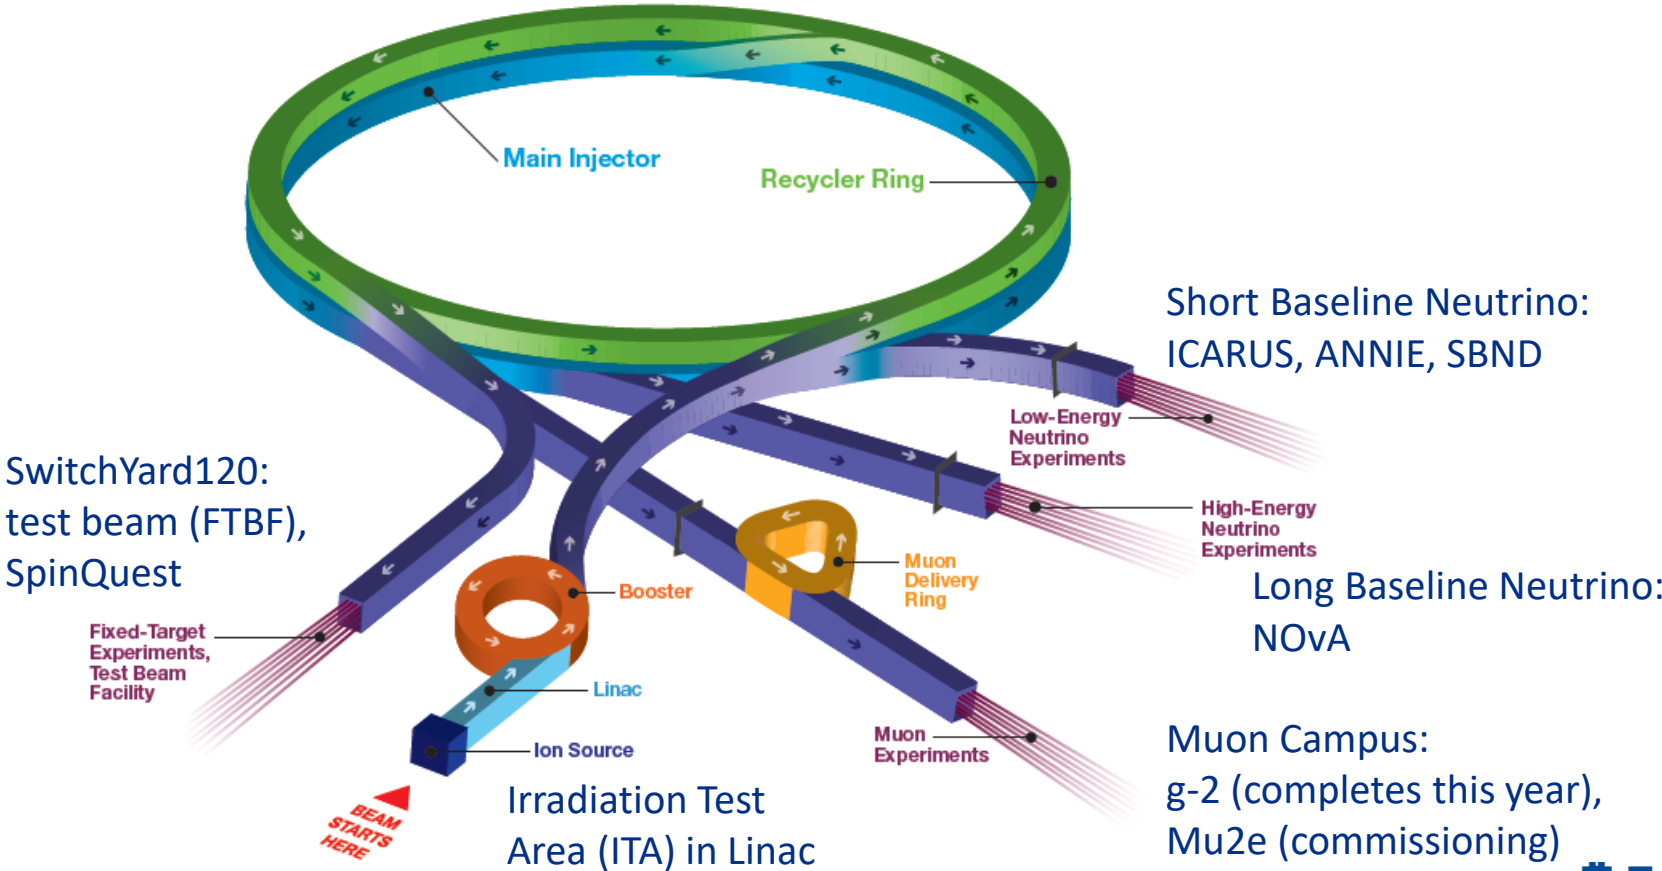 Main Injector
Recycler Ring
Short Baseline Neutrino:
ICARUS, ANNIE, SBND
Low-Energy
Neutrino
Experiments
SwitchYard120:
test beam (FTBF),
SpinQuest
High-Energy
Neutrino
Experiments
Muon
Delivery
Ring
Booster
Long Baseline Neutrino:
NOvA
Fixed-Target
Experiments,
Test Beam
Facility
Linac
Ion Source
Muon
Experiments
BEAM
STARTS
HERE
Irradiation Test
Area (ITA) in Linac
Muon Campus:
g-2 (completes this year),
Mu2e (commissioning)